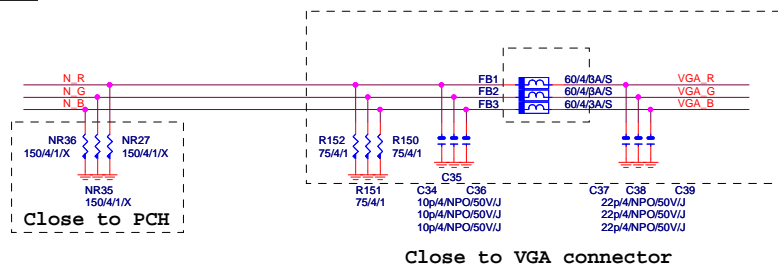 N_R
N_G
N_B
FB1
FB2
FB3
60/4/3A/S
60/4/3A/S
60/4/3A/S
VGA_R
VGA_G
VGA_B
NR36
150/4/1/X
NR27
150/4/1/X
NR35
150/4/1/X
Close to PCH
R152
75/4/1
R150
75/4/1
R151
75/4/1
C35
C34
C36
10p/4/NPO/50V/J
10p/4/NPO/50V/J
10p/4/NPO/50V/J
C37
C38
C39
22p/4/NPO/50V/J
22p/4/NPO/50V/J
22p/4/NPO/50V/J
Close to VGA connector